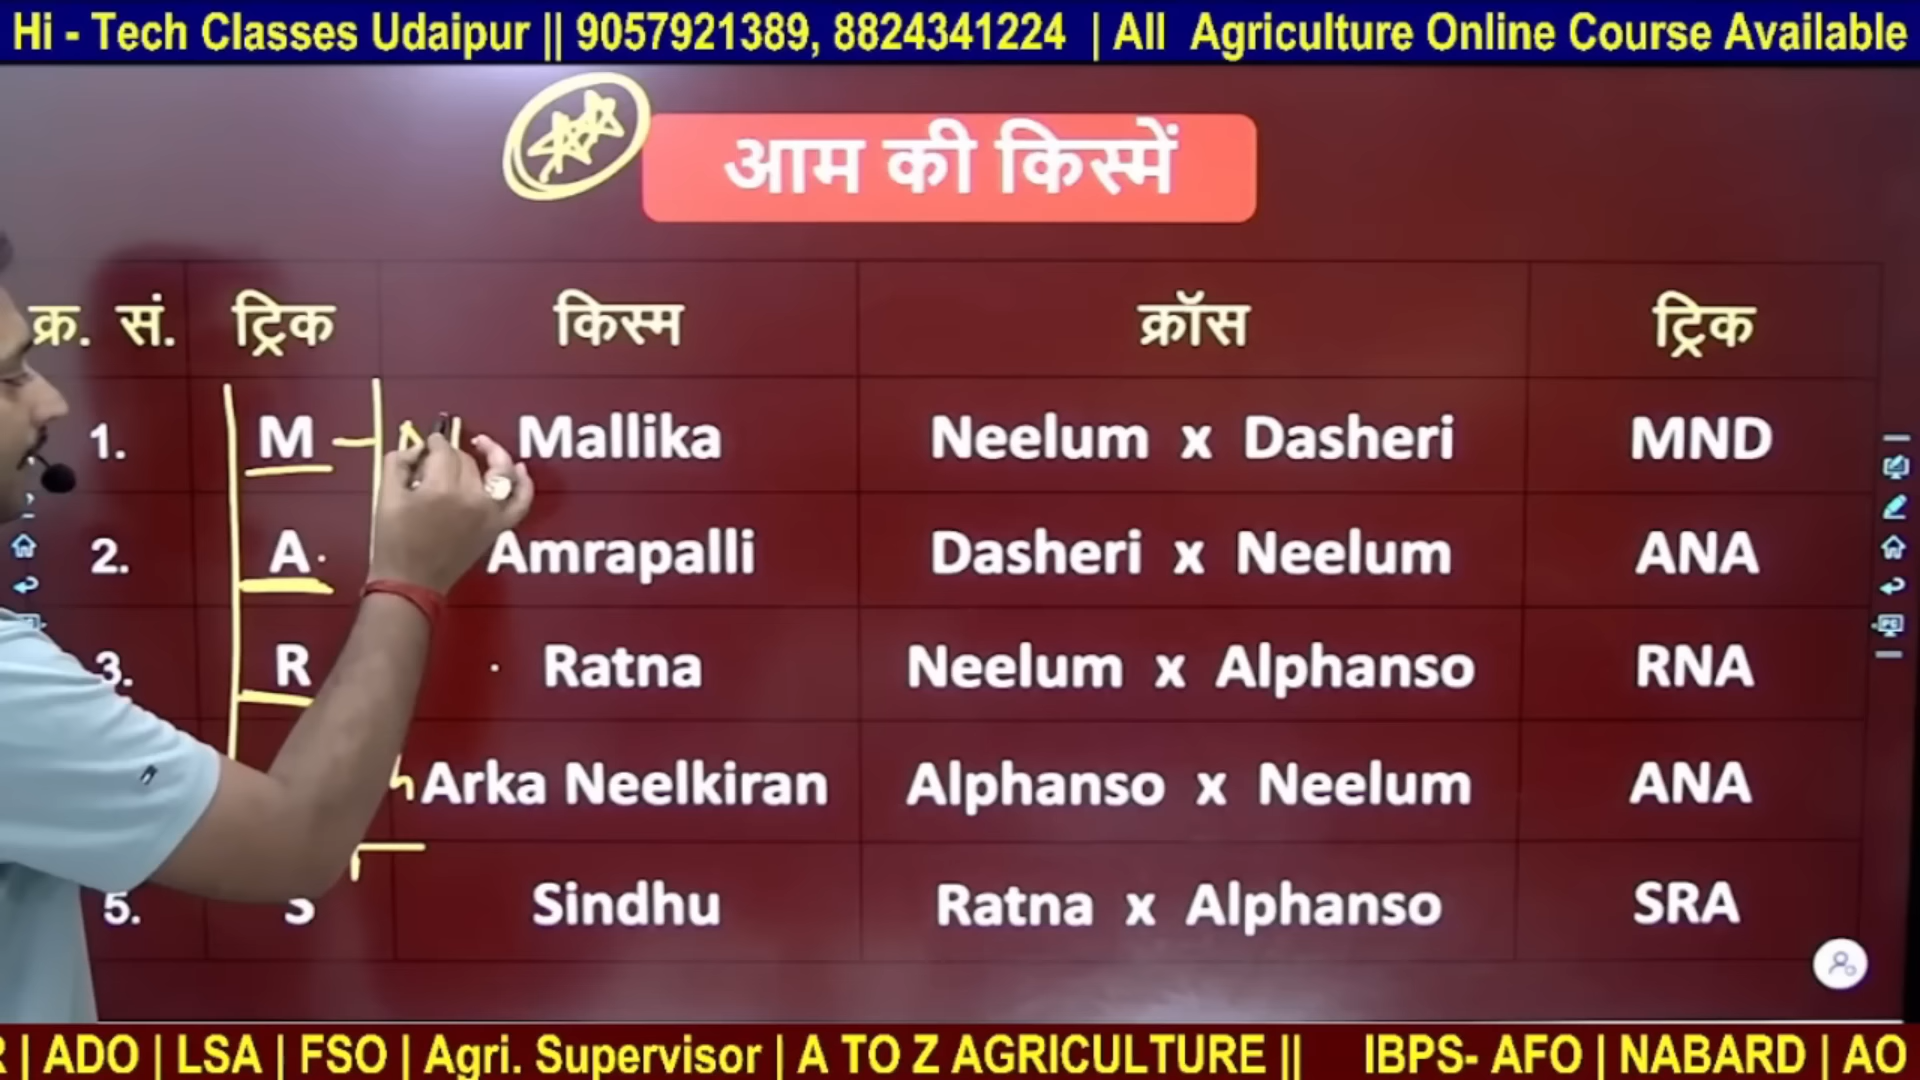 Hi - Tech Classes Udaipur || 9057921389, 8824341224 | All Agriculture Online Course Available
आम की किस्में
क्र. सं. ट्रिक किस्म क्रॉस ट्रिक
1. M Mallika Neelum x Dasheri MND
2. A Amrapalli Dasheri x Neelum ANA
3. R Ratna Neelum x Alphanso RNA
Arka Neelkiran Alphanso x Neelum ANA
5. S Sindhu Ratna x Alphanso SRA
| ADO | LSA | FSO | Agri. Supervisor | A TO Z AGRICULTURE || IBPS- AFO | NABARD | AO